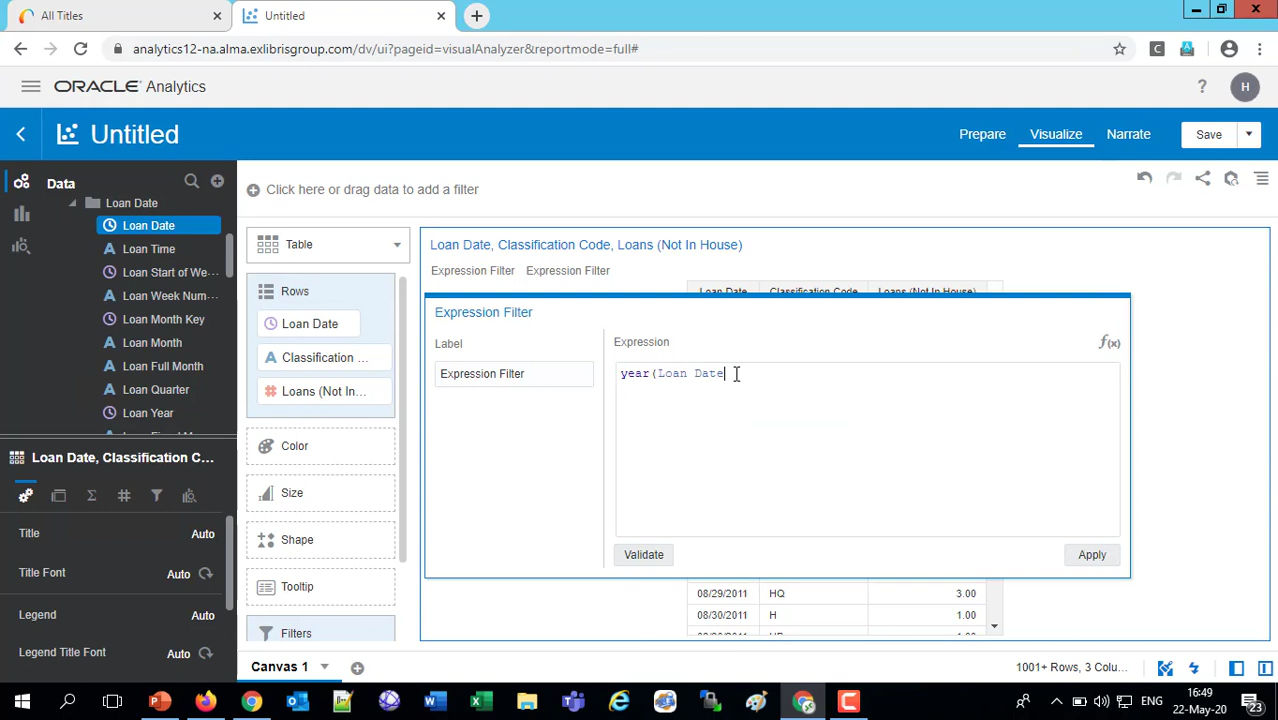 All Titles
Untitled
analytics12-na.alma.exlibrisgroup.com/dv/ui?pageid=visualAnalyzer&reportmode=full#
ORACLE Analytics
H
Untitled
Prepare
Visualize
Narrate
Save
Data
Click here or drag data to add a filter
Loan Date
Loan Date
Loan Time
Loan Start of We...
Loan Week Num...
Loan Month Key
Loan Month
Loan Full Month
Loan Quarter
Loan Year
Table
Rows
Loan Date
Classification ...
Loans (Not In...
Color
Size
Shape
Tooltip
Filters
Loan Date, Classification Code, Loans (Not In House)
Expression Filter Expression Filter
Loan Date Classification Code Loans (Not In House)
Expression Filter
Label
Expression Filter
Expression
f(x)
year(Loan Date
Validate
Apply
08/29/2011 HQ 3.00
08/30/2011 H 1.00
Loan Date, Classification C...
Title Auto
Title Font Auto
Legend Auto
Legend Title Font Auto
Canvas 1
1001+ Rows, 3 Colu...
ENG
16:49
22-May-20
23